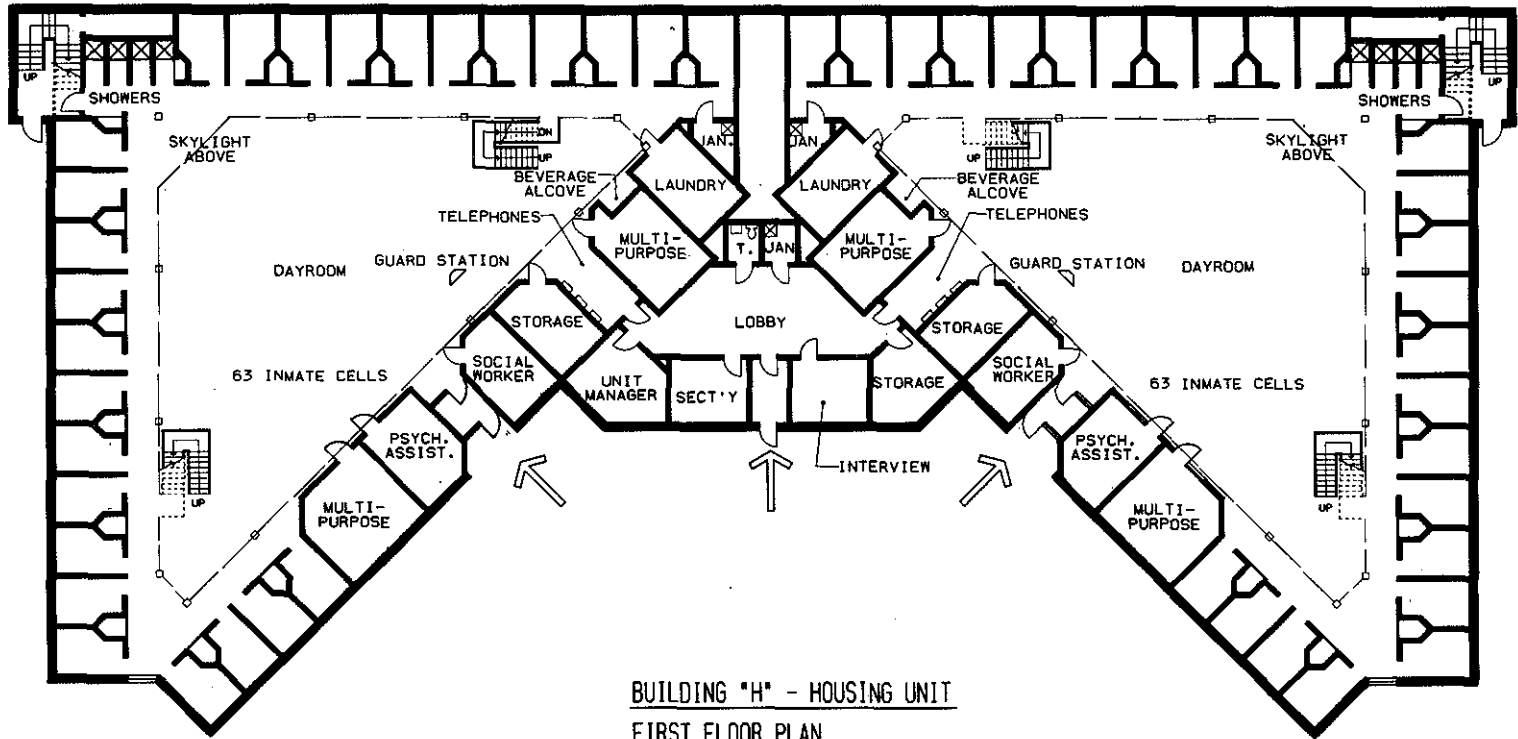 UP
SHOWERS
SKYLIGHT
ABOVE
DN
UP
BEVERAGE
ALCOVE
JAN.
LAUNDRY
TELEPHONES
MULTI-
PURPOSE
T.
JAN
DAYROOM
GUARD STATION
STORAGE
LOBBY
SOCIAL
WORKER
63 INMATE CELLS
UNIT
MANAGER
SECT'Y
PSYCH.
ASSIST.
MULTI-
PURPOSE
UP
UP
SHOWERS
SKYLIGHT
ABOVE
UP
JAN.
LAUNDRY
BEVERAGE
ALCOVE
TELEPHONES
MULTI-
PURPOSE
GUARD STATION
DAYROOM
STORAGE
SOCIAL
WORKER
STORAGE
63 INMATE CELLS
INTERVIEW
PSYCH.
ASSIST.
MULTI-
PURPOSE
UP
BUILDING "H" - HOUSING UNIT
FIRST FLOOR PLAN